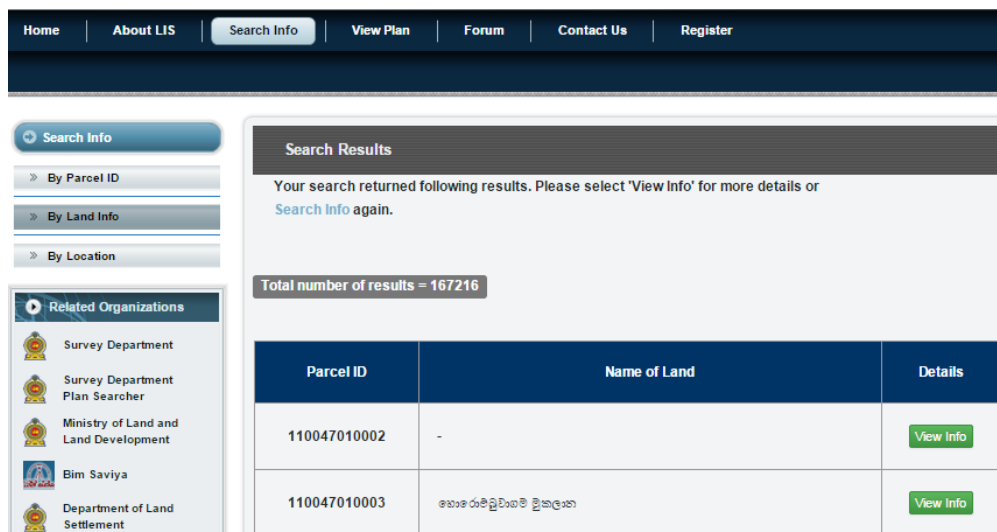 Home
About LIS
Search Info
View Plan
Forum
Contact Us
Register
Search Info
By Parcel ID
By Land Info
By Location
Related Organizations
Survey Department
Survey Department
Plan Searcher
Ministry of Land and
Land Development
Bim Saviya
Department of Land
Settlement
Search Results
Your search returned following results. Please select 'View Info' for more details or
Search Info again.
Total number of results = 167216
Parcel ID Name of Land Details
110047010002 - View Info
110047010003 View Info